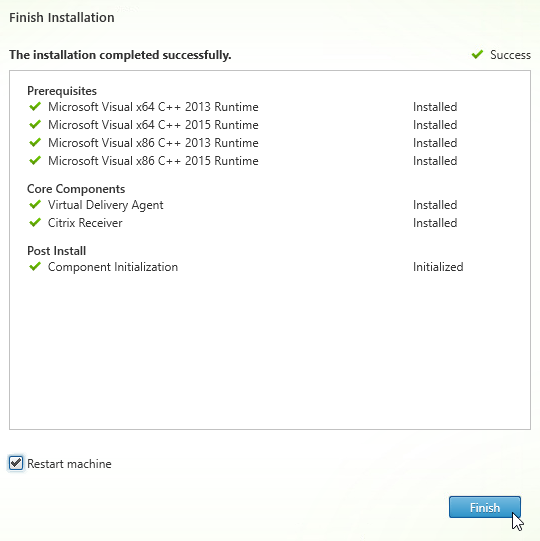 Finish Installation
The installation completed successfully. Success
Prerequisites
Microsoft Visual x64 C++ 2013 Runtime Installed
Microsoft Visual x64 C++ 2015 Runtime Installed
Microsoft Visual x86 C++ 2013 Runtime Installed
Microsoft Visual x86 C++ 2015 Runtime Installed
Core Components
Virtual Delivery Agent Installed
Citrix Receiver Installed
Post Install
Component Initialization Initialized
Restart machine
Finish